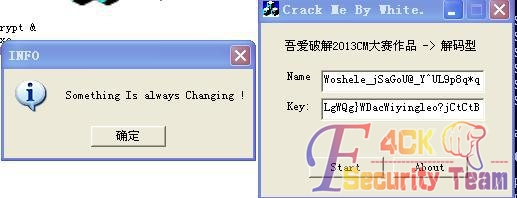 crypt &
INFO
Something Is always Changing !
确定
Crack Me By White.
吾爱破解2013CM大赛作品 -> 解码型
Name
Woshele_jSaGoU@_Y^UL9p8q*q
Key:
LgWQg}WDacWiyingleo?jCtCtB
Start
About
F4CK
Security Team